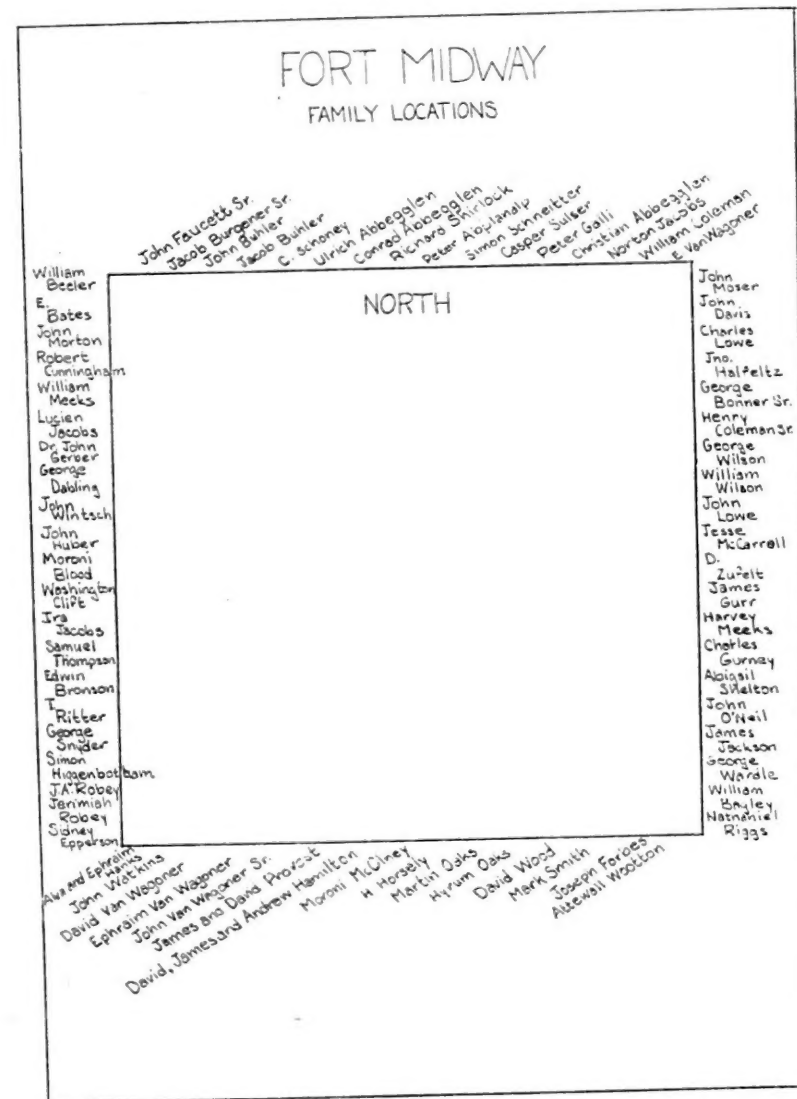 FORT MIDWAY
FAMILY LOCATIONS
John Faucett Sr.
Jacob Burgener Sr.
John Buhler
Jacob Buhler
C. Schoney
Ulrich Abbegglen
Conrad Abbegglen
Richard Shirlock
Peter Abplanalp
Simon Schneitter
Casper Sulser
Peter Galli
Christian Abbegglen
Norton Jacobs
William Coleman
E VanWagoner
NORTH
William
Beeler
E.
Bates
John
Morton
Robert
Cunningham
William
Meeks
Lucien
Jacobs
Dr. John
Gerber
George
Dabling
John
Wintsch
John
Huber
Moroni
Blood
Washington
Clift
Ira
Jacobs
Samuel
Thompson
Edwin
Bronson
T.
Ritter
George
Snyder
Simon
Higgenbotham
J.A. Robey
Jerimiah
Robey
Sidney
Epperson
John
Moser
John
Davis
Charles
Lowe
Jno.
Halfeltz
George
Bonner Sr.
Henry
Coleman Sr.
George
Wilson
William
Wilson
John
Lowe
Jesse
McCarrell
D.
Zufelt
James
Gurr
Harvey
Meeks
Charles
Gurney
Abigail
Shelton
John
O'Neil
James
Jackson
George
Wardle
William
Bayley
Nathaniel
Riggs
Alva and Ephraim
Hanks
John Watkins
David Van Wagoner
Ephraim Van Wagoner
John Van Wagoner Sr.
James and Dana Provost
David, James and Andrew Hamilton
Moroni McOlney
H Horsely
Martin Oaks
Hyrum Oaks
David Wood
Mark Smith
Joseph Forbes
Attewall Wootton